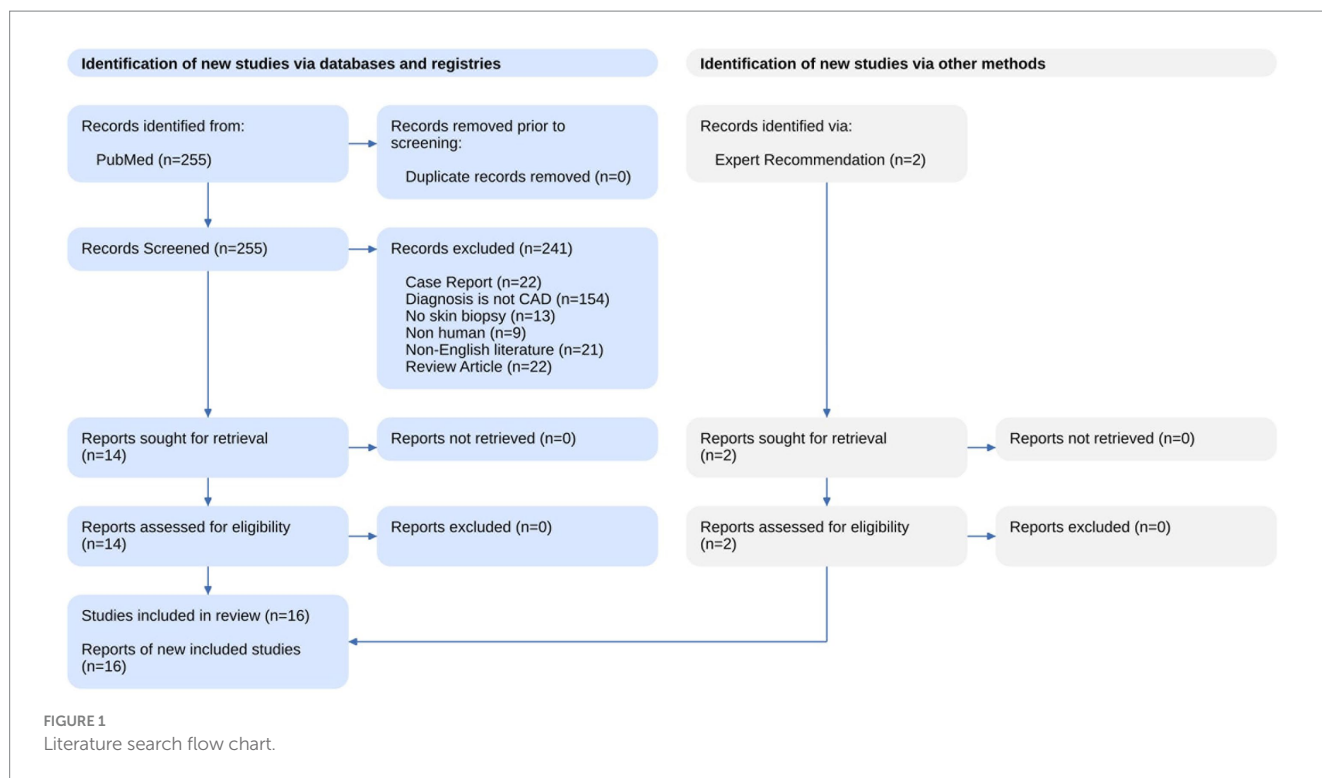 Identification of new studies via databases and registries
Identification of new studies via other methods
Records identified from:
PubMed (n=255)
Records removed prior to
screening:
Duplicate records removed (n=0)
Records identified via:
Expert Recommendation (n=2)
Records Screened (n=255)
Records excluded (n=241)
Case Report (n=22)
Diagnosis is not CAD (n=154)
No skin biopsy (n=13)
Non human (n=9)
Non-English literature (n=21)
Review Article (n=22)
Reports sought for retrieval
(n=14)
Reports not retrieved (n=0)
Reports sought for retrieval
(n=2)
Reports not retrieved (n=0)
Reports assessed for eligibility
(n=14)
Reports excluded (n=0)
Reports assessed for eligibility
(n=2)
Reports excluded (n=0)
Studies included in review (n=16)
Reports of new included studies
(n=16)
FIGURE 1
Literature search flow chart.